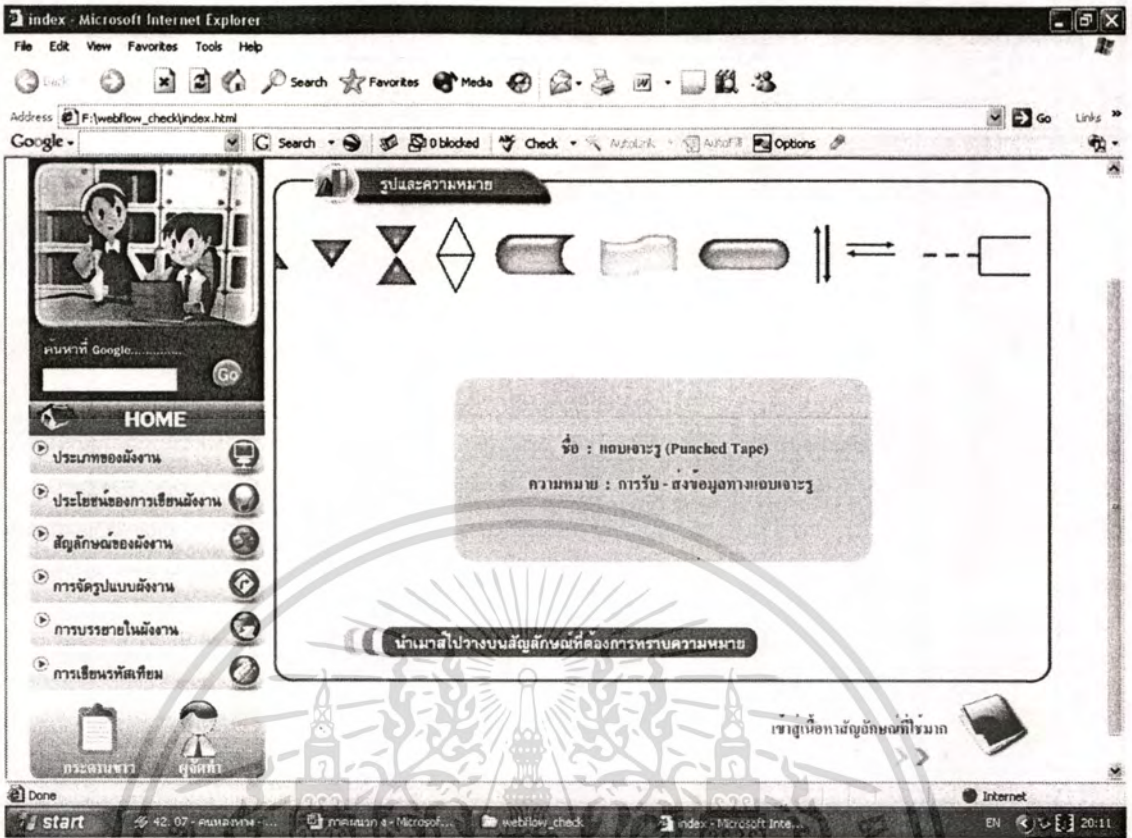 index - Microsoft Internet Explorer
File Edit View Favorites Tools Help
Back Search Favorites Media
Address F:\webflow_check\index.html Go Links »
Google - Search 0 blocked Check AutoLink AutoFill Options
รูปและความหมาย
ค้นหาที่ Google..............
Go
HOME
ประเภทของผังงาน
ประโยชน์ของการเขียนผังงาน
สัญลักษณ์ของผังงาน
การจัดรูปแบบผังงาน
การบรรยายในผังงาน
การเขียนรหัสเทียม
กระดานข่าว ผู้จัดทำ
ชื่อ : แถบเจาะรู (Punched Tape)
ความหมาย : การรับ - ส่งข้อมูลทางแถบเจาะรู
นำเมาส์ไปวางบนสัญลักษณ์ที่ต้องการทราบความหมาย
เข้าสู่เนื้อหาสัญลักษณ์ที่ใช้มาก
Done Internet
start 42. 07 - ภาคผนวก ง - Microsof... webflow_check index - Microsoft Inte... EN 20:11